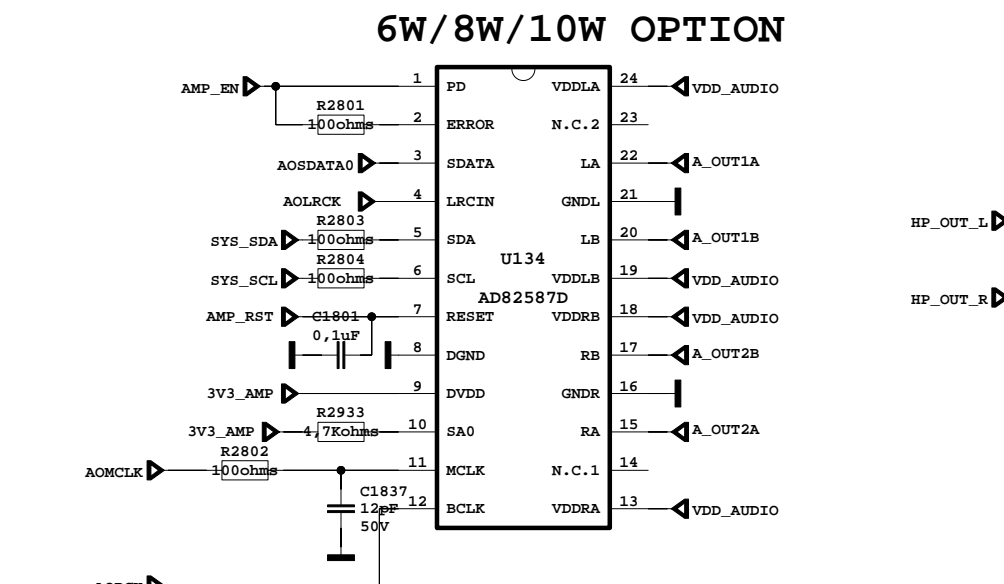 6W/8W/10W OPTION
AMP_EN
1
PD
VDDLA
24
VDD_AUDIO
R2801
100ohms
2
ERROR
N.C.2
23
AOSDATA0
3
SDATA
LA
22
A_OUT1A
AOLRCK
4
LRCIN
GNDL
21
R2803
SYS_SDA
100ohms
5
SDA
LB
20
A_OUT1B
HP_OUT_L
R2804
SYS_SCL
100ohms
6
SCL
U134
VDDLB
19
VDD_AUDIO
AD82587D
HP_OUT_R
AMP_RST
C1801
0,1uF
7
RESET
VDDRB
18
VDD_AUDIO
8
DGND
RB
17
A_OUT2B
3V3_AMP
9
DVDD
GNDR
16
R2933
3V3_AMP
4,7Kohms
10
SA0
RA
15
A_OUT2A
R2802
AOMCLK
100ohms
11
MCLK
N.C.1
14
C1837
12pF
50V
12
BCLK
VDDRA
13
VDD_AUDIO